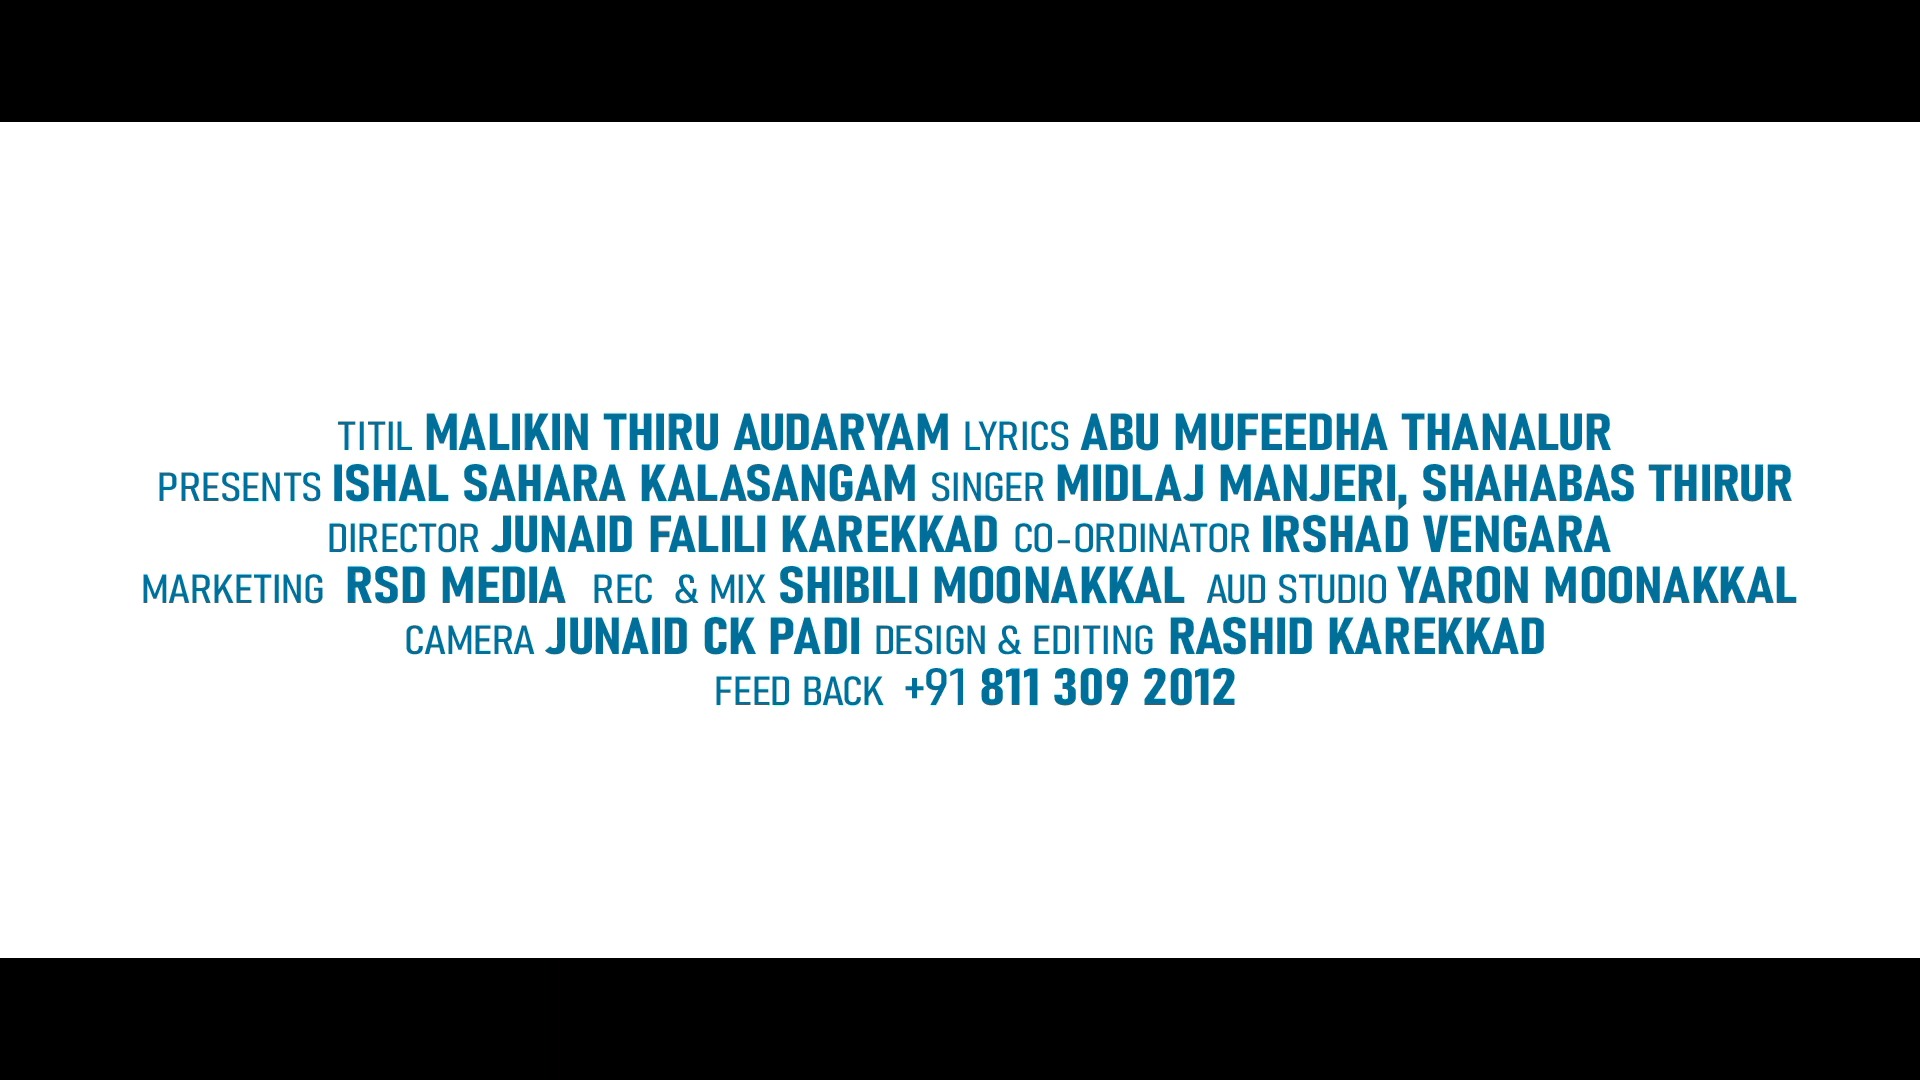 TITIL MALIKIN THIRU AUDARYAM LYRICS ABU MUFEEDHA THANALUR
PRESENTS ISHAL SAHARA KALASANGAM SINGER MIDLAJ MANJERI, SHAHABAS THIRUR
DIRECTOR JUNAID FALILI KAREKKAD CO-ORDINATOR IRSHAD VENGARA
MARKETING RSD MEDIA REC & MIX SHIBILI MOONAKKAL AUD STUDIO YARON MOONAKKAL
CAMERA JUNAID CK PADI DESIGN & EDITING RASHID KAREKKAD
FEED BACK +91 811 309 2012